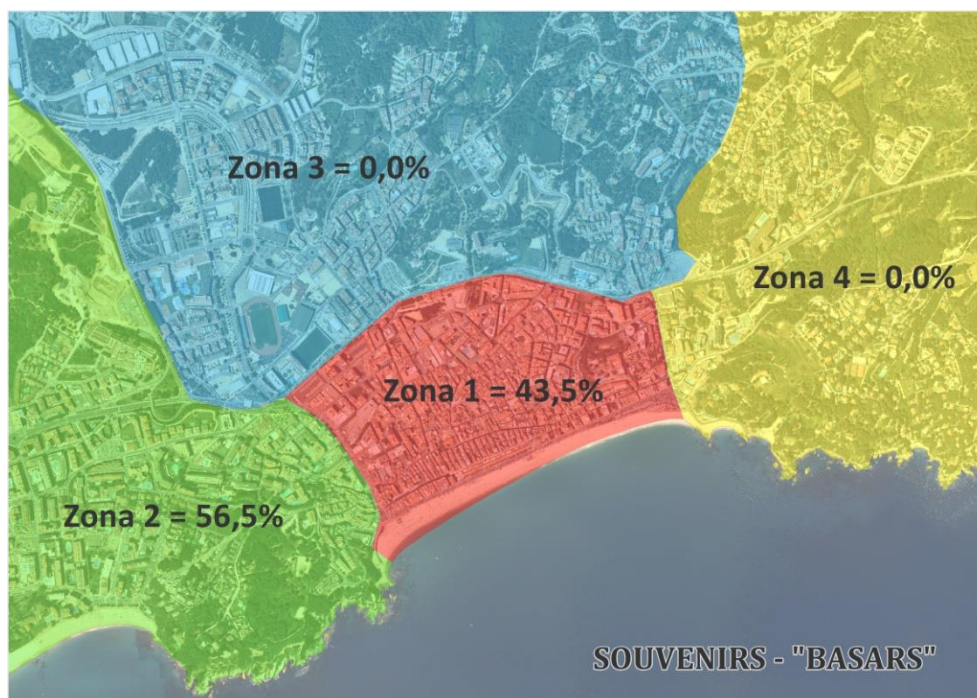 Zona 3 = 0,0%
Zona 4 = 0,0%
Zona 1 = 43,5%
Zona 2 = 56,5%
SOUVENIRS - "BASARS"